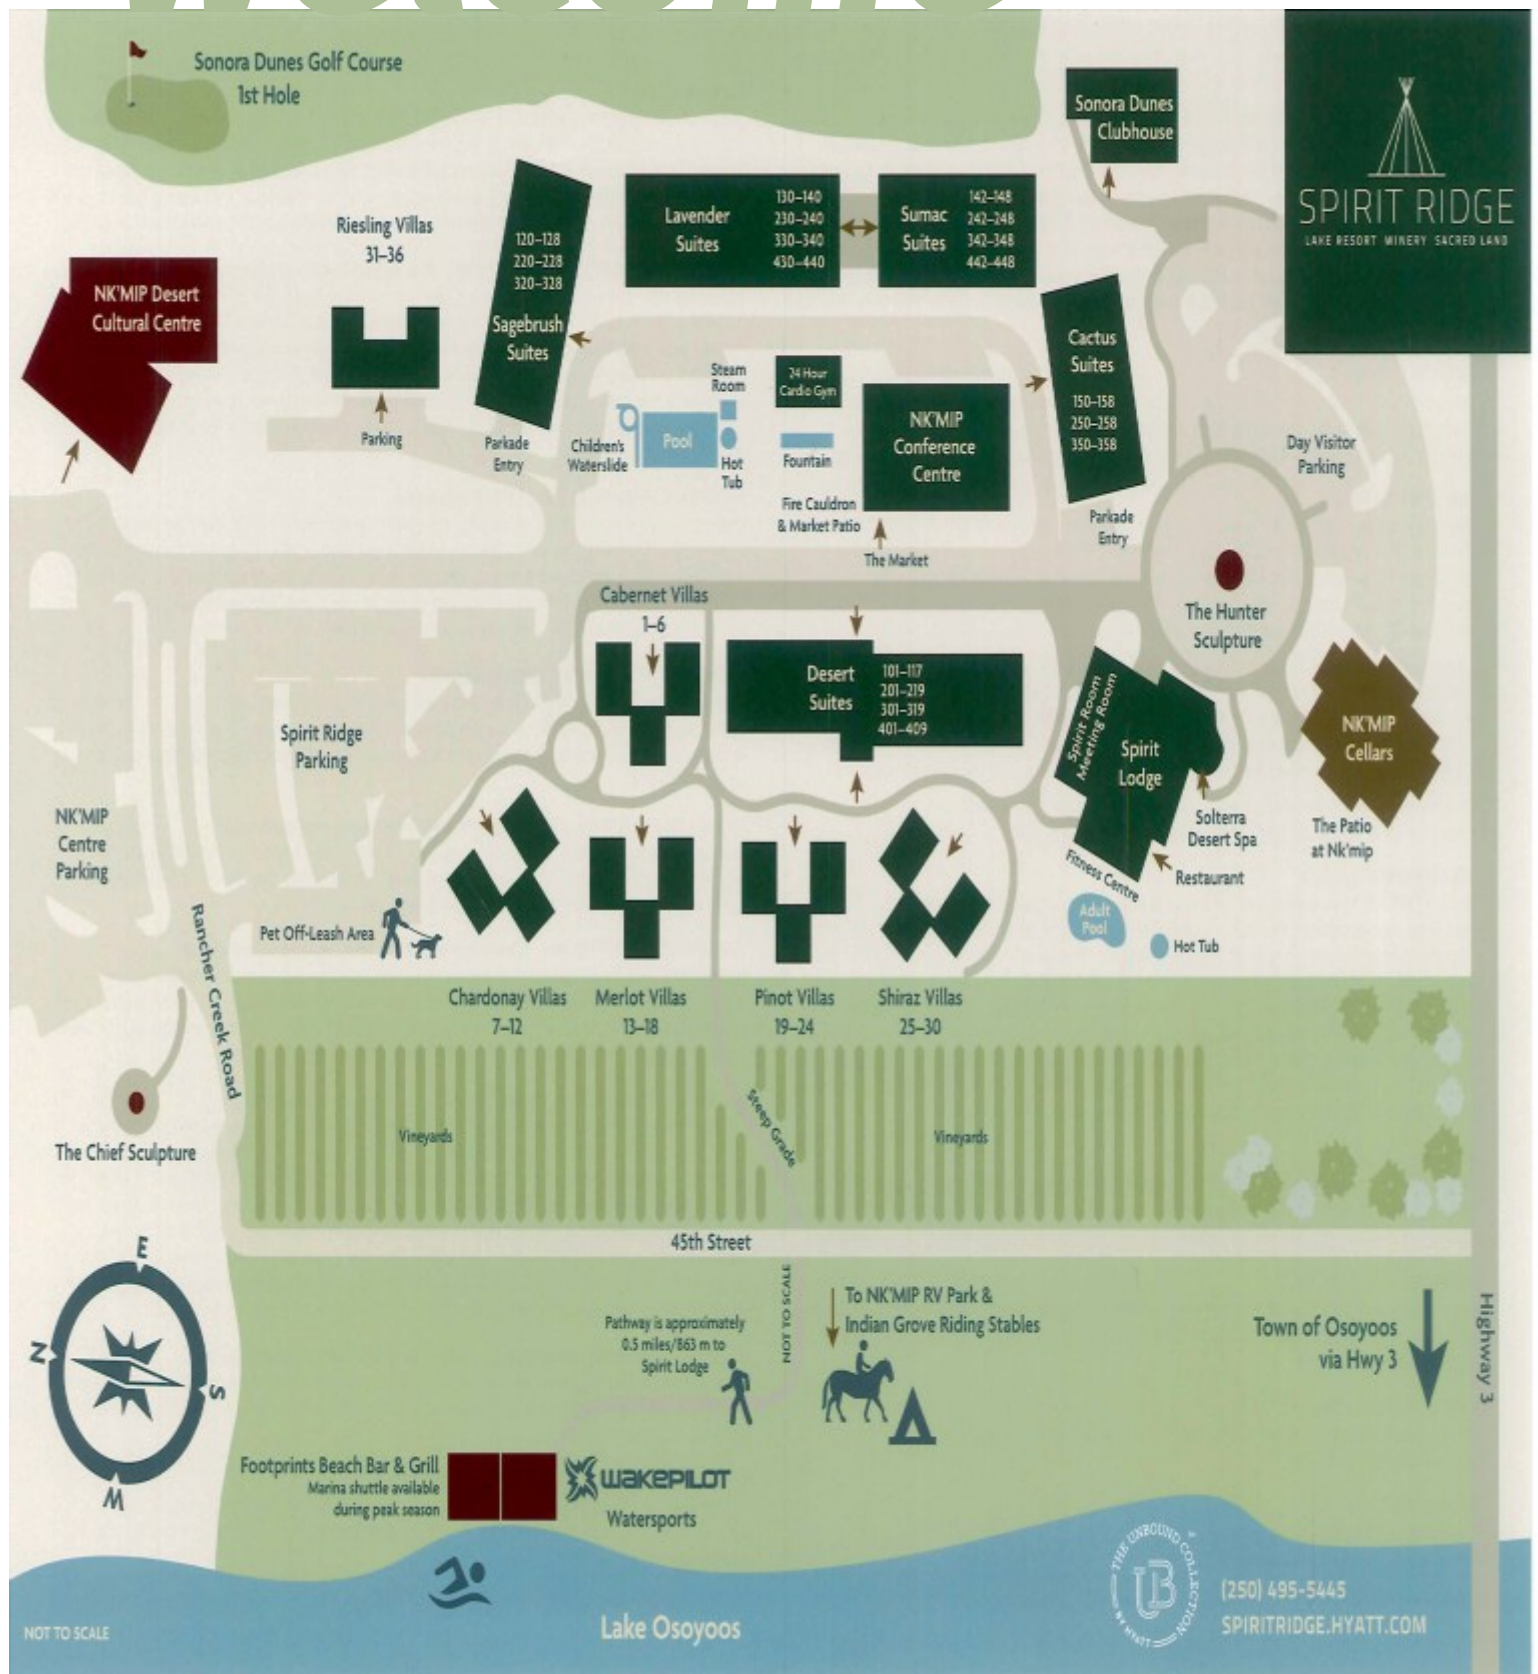 Welcome
Sonora Dunes Golf Course
1st Hole
Sonora Dunes
Clubhouse
SPIRIT RIDGE
LAKE RESORT WINERY SACRED LAND
Riesling Villas
31–36
120–128
220–228
320–328
Sagebrush
Suites
Lavender
Suites
130–140
230–240
330–340
430–440
Sumac
Suites
142–148
242–248
342–348
442–448
NK'MIP Desert
Cultural Centre
Cactus
Suites
150–158
250–258
350–358
Parking
Parkade
Entry
Children's
Waterslide
Pool
Steam
Room
Hot
Tub
24 Hour
Cardio Gym
Fountain
NK'MIP
Conference
Centre
Fire Cauldron
& Market Patio
The Market
Parkade
Entry
Day Visitor
Parking
The Hunter
Sculpture
Cabernet Villas
1–6
Desert
Suites
101–117
201–219
301–319
401–409
Spirit Room
Meeting Room
Spirit
Lodge
NK'MIP
Cellars
Spirit Ridge
Parking
NK'MIP
Centre
Parking
Solterra
Desert Spa
The Patio
at Nk'mip
Restaurant
Fitness Centre
Adult
Pool
Hot Tub
Pet Off-Leash Area
Rancher Creek Road
Chardonay Villas
7–12
Merlot Villas
13–18
Pinot Villas
19–24
Shiraz Villas
25–30
The Chief Sculpture
Vineyards
Steep Grade
Vineyards
45th Street
E
N
S
W
NOT TO SCALE
Pathway is approximately
0.5 miles/863 m to
Spirit Lodge
To NK'MIP RV Park &
Indian Grove Riding Stables
Town of Osoyoos
via Hwy 3
Highway 3
Footprints Beach Bar & Grill
Marina shuttle available
during peak season
WAKEPILOT
Watersports
THE UNBOUND COLLECTION
UB
BY HYATT
(250) 495-5445
SPIRITRIDGE.HYATT.COM
Lake Osoyoos
NOT TO SCALE